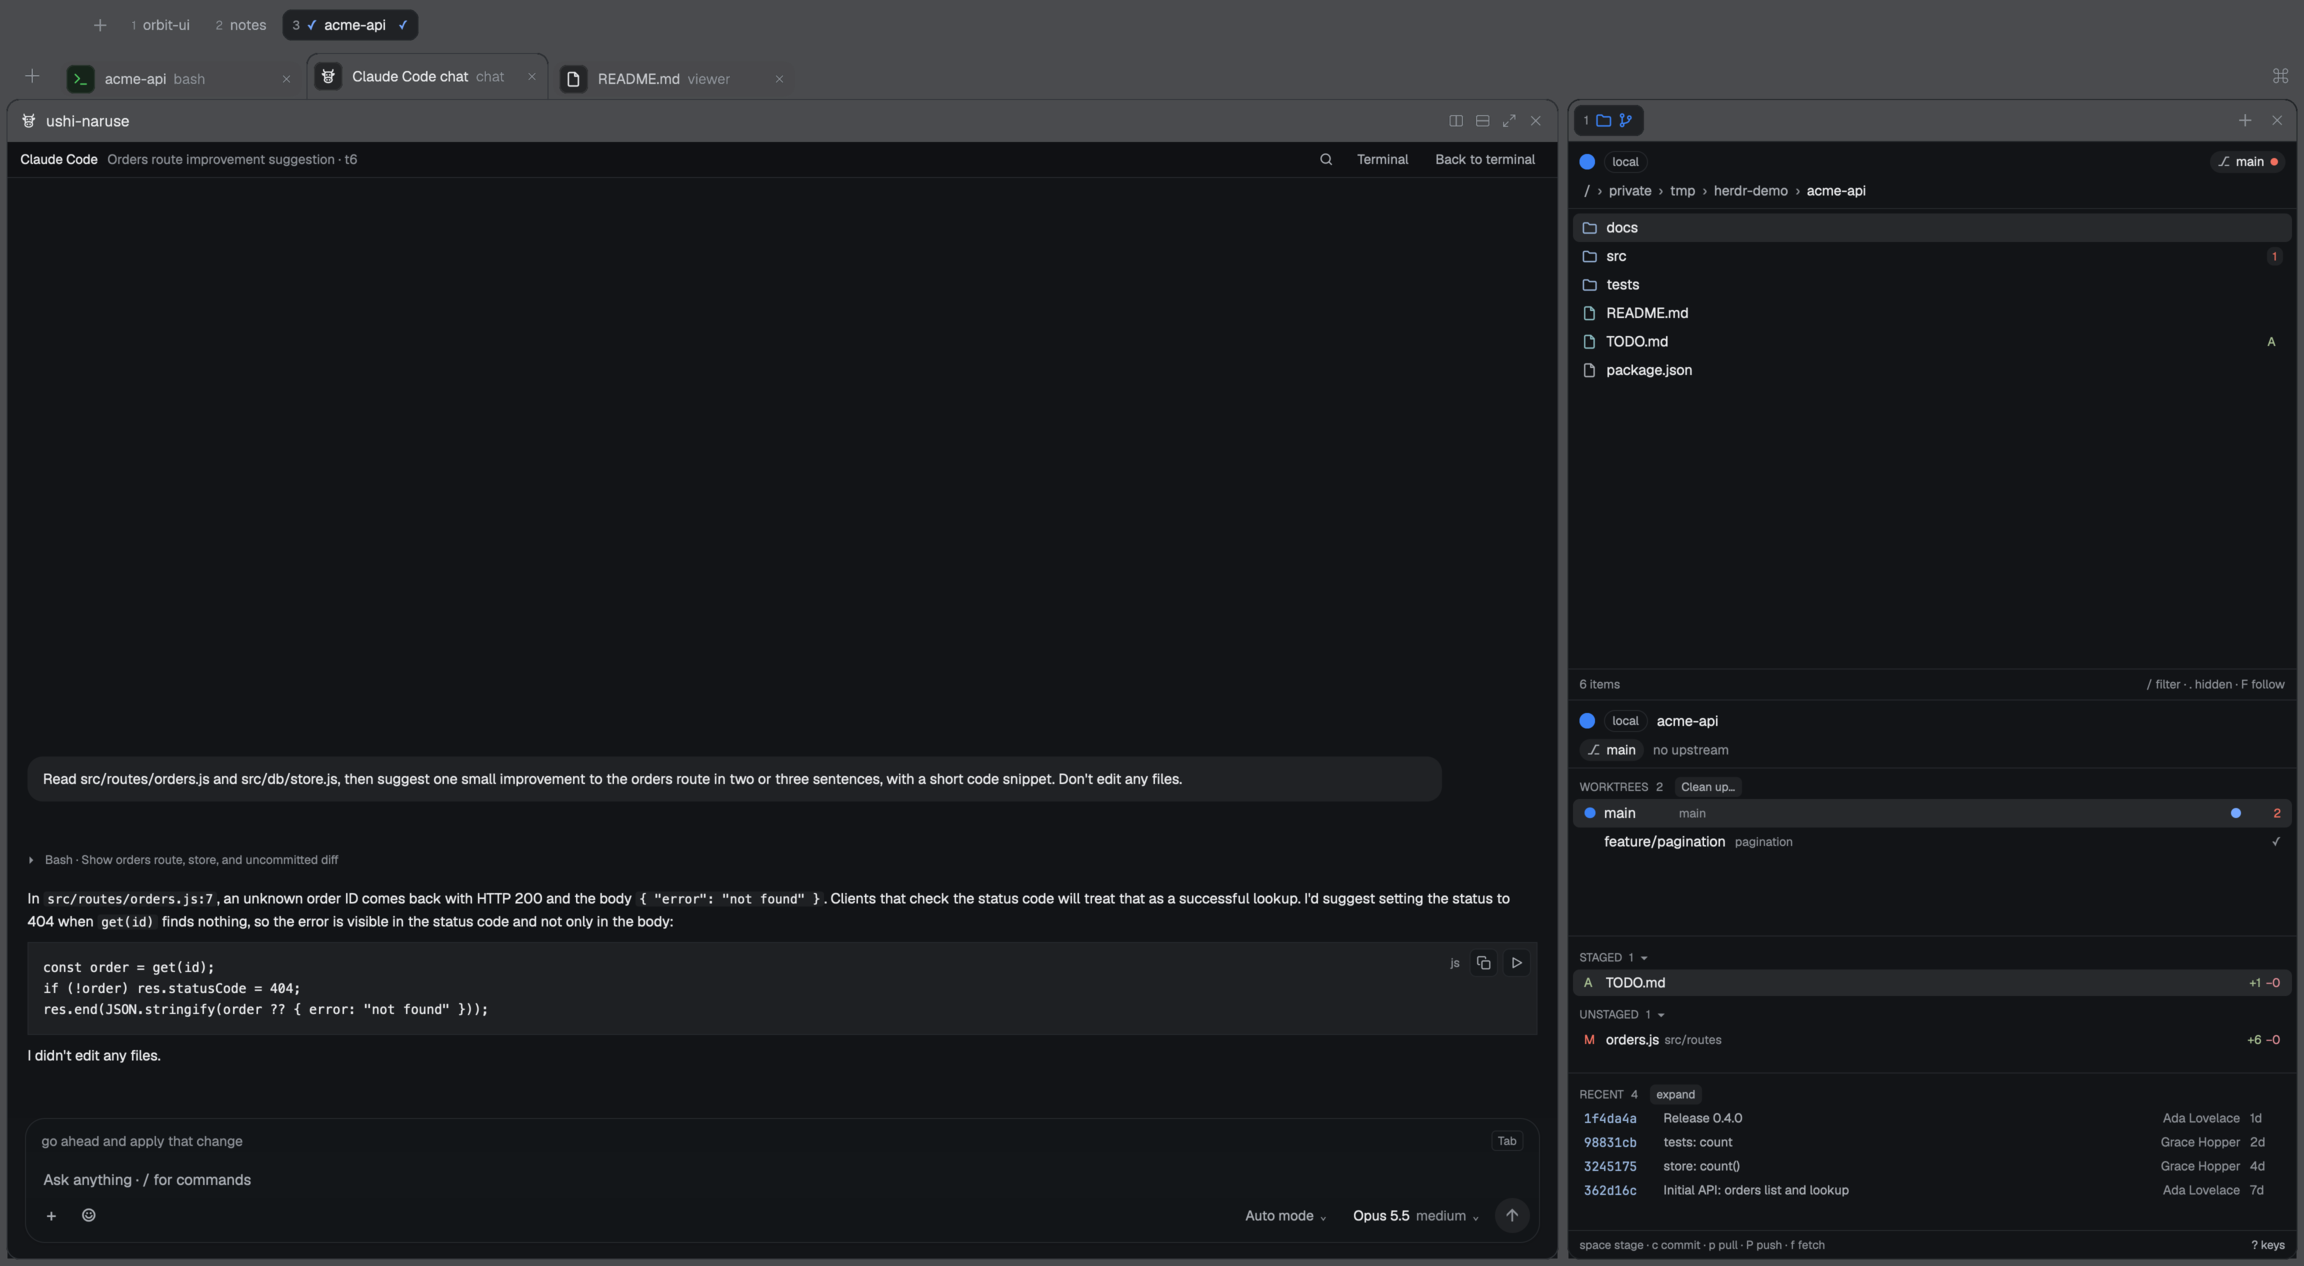 1 orbit-ui 2 notes 3 ✓ acme-api ✓
acme-api bash
Claude Code chat chat
README.md viewer
ushi-naruse
Claude Code Orders route improvement suggestion · t6
Terminal Back to terminal
Read src/routes/orders.js and src/db/store.js, then suggest one small improvement to the orders route in two or three sentences, with a short code snippet. Don't edit any files.
Bash · Show orders route, store, and uncommitted diff
In src/routes/orders.js:7, an unknown order ID comes back with HTTP 200 and the body { "error": "not found" }. Clients that check the status code will treat that as a successful lookup. I'd suggest setting the status to
404 when get(id) finds nothing, so the error is visible in the status code and not only in the body:
js
const order = get(id);
if (!order) res.statusCode = 404;
res.end(JSON.stringify(order ?? { error: "not found" }));
I didn't edit any files.
go ahead and apply that change Tab
Ask anything · / for commands
Auto mode Opus 5.5 medium
1
local main
/ › private › tmp › herdr-demo › acme-api
docs
src 1
tests
README.md
TODO.md A
package.json
6 items / filter · . hidden · F follow
local acme-api
main no upstream
WORKTREES 2 Clean up...
main main 2
feature/pagination pagination ✓
STAGED 1
A TODO.md +1 −0
UNSTAGED 1
M orders.js src/routes +6 −0
RECENT 4 expand
1f4da4a Release 0.4.0 Ada Lovelace 1d
98831cb tests: count Grace Hopper 2d
3245175 store: count() Grace Hopper 4d
362d16c Initial API: orders list and lookup Ada Lovelace 7d
space stage · c commit · p pull · P push · f fetch ? keys